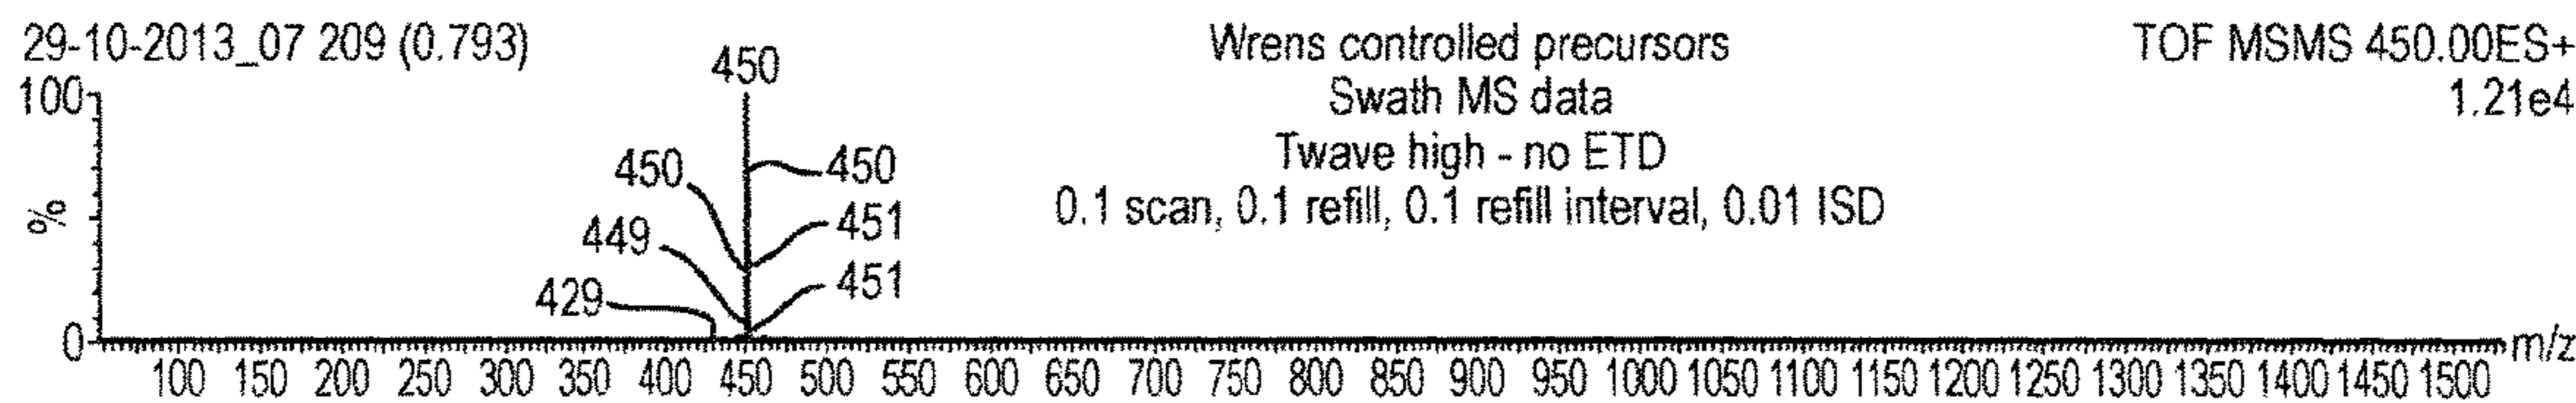 29-10-2013_07 209 (0.793)
Wrens controlled precursors
TOF MSMS 450.00ES+
Swath MS data
1.21e4
Twave high - no ETD
0.1 scan, 0.1 refill, 0.1 refill interval, 0.01 ISD
100
%
0
450
450
450
449
451
429
451
m/z
100 150 200 250 300 350 400 450 500 550 600 650 700 750 800 850 900 950 1000 1050 1100 1150 1200 1250 1300 1350 1400 1450 1500